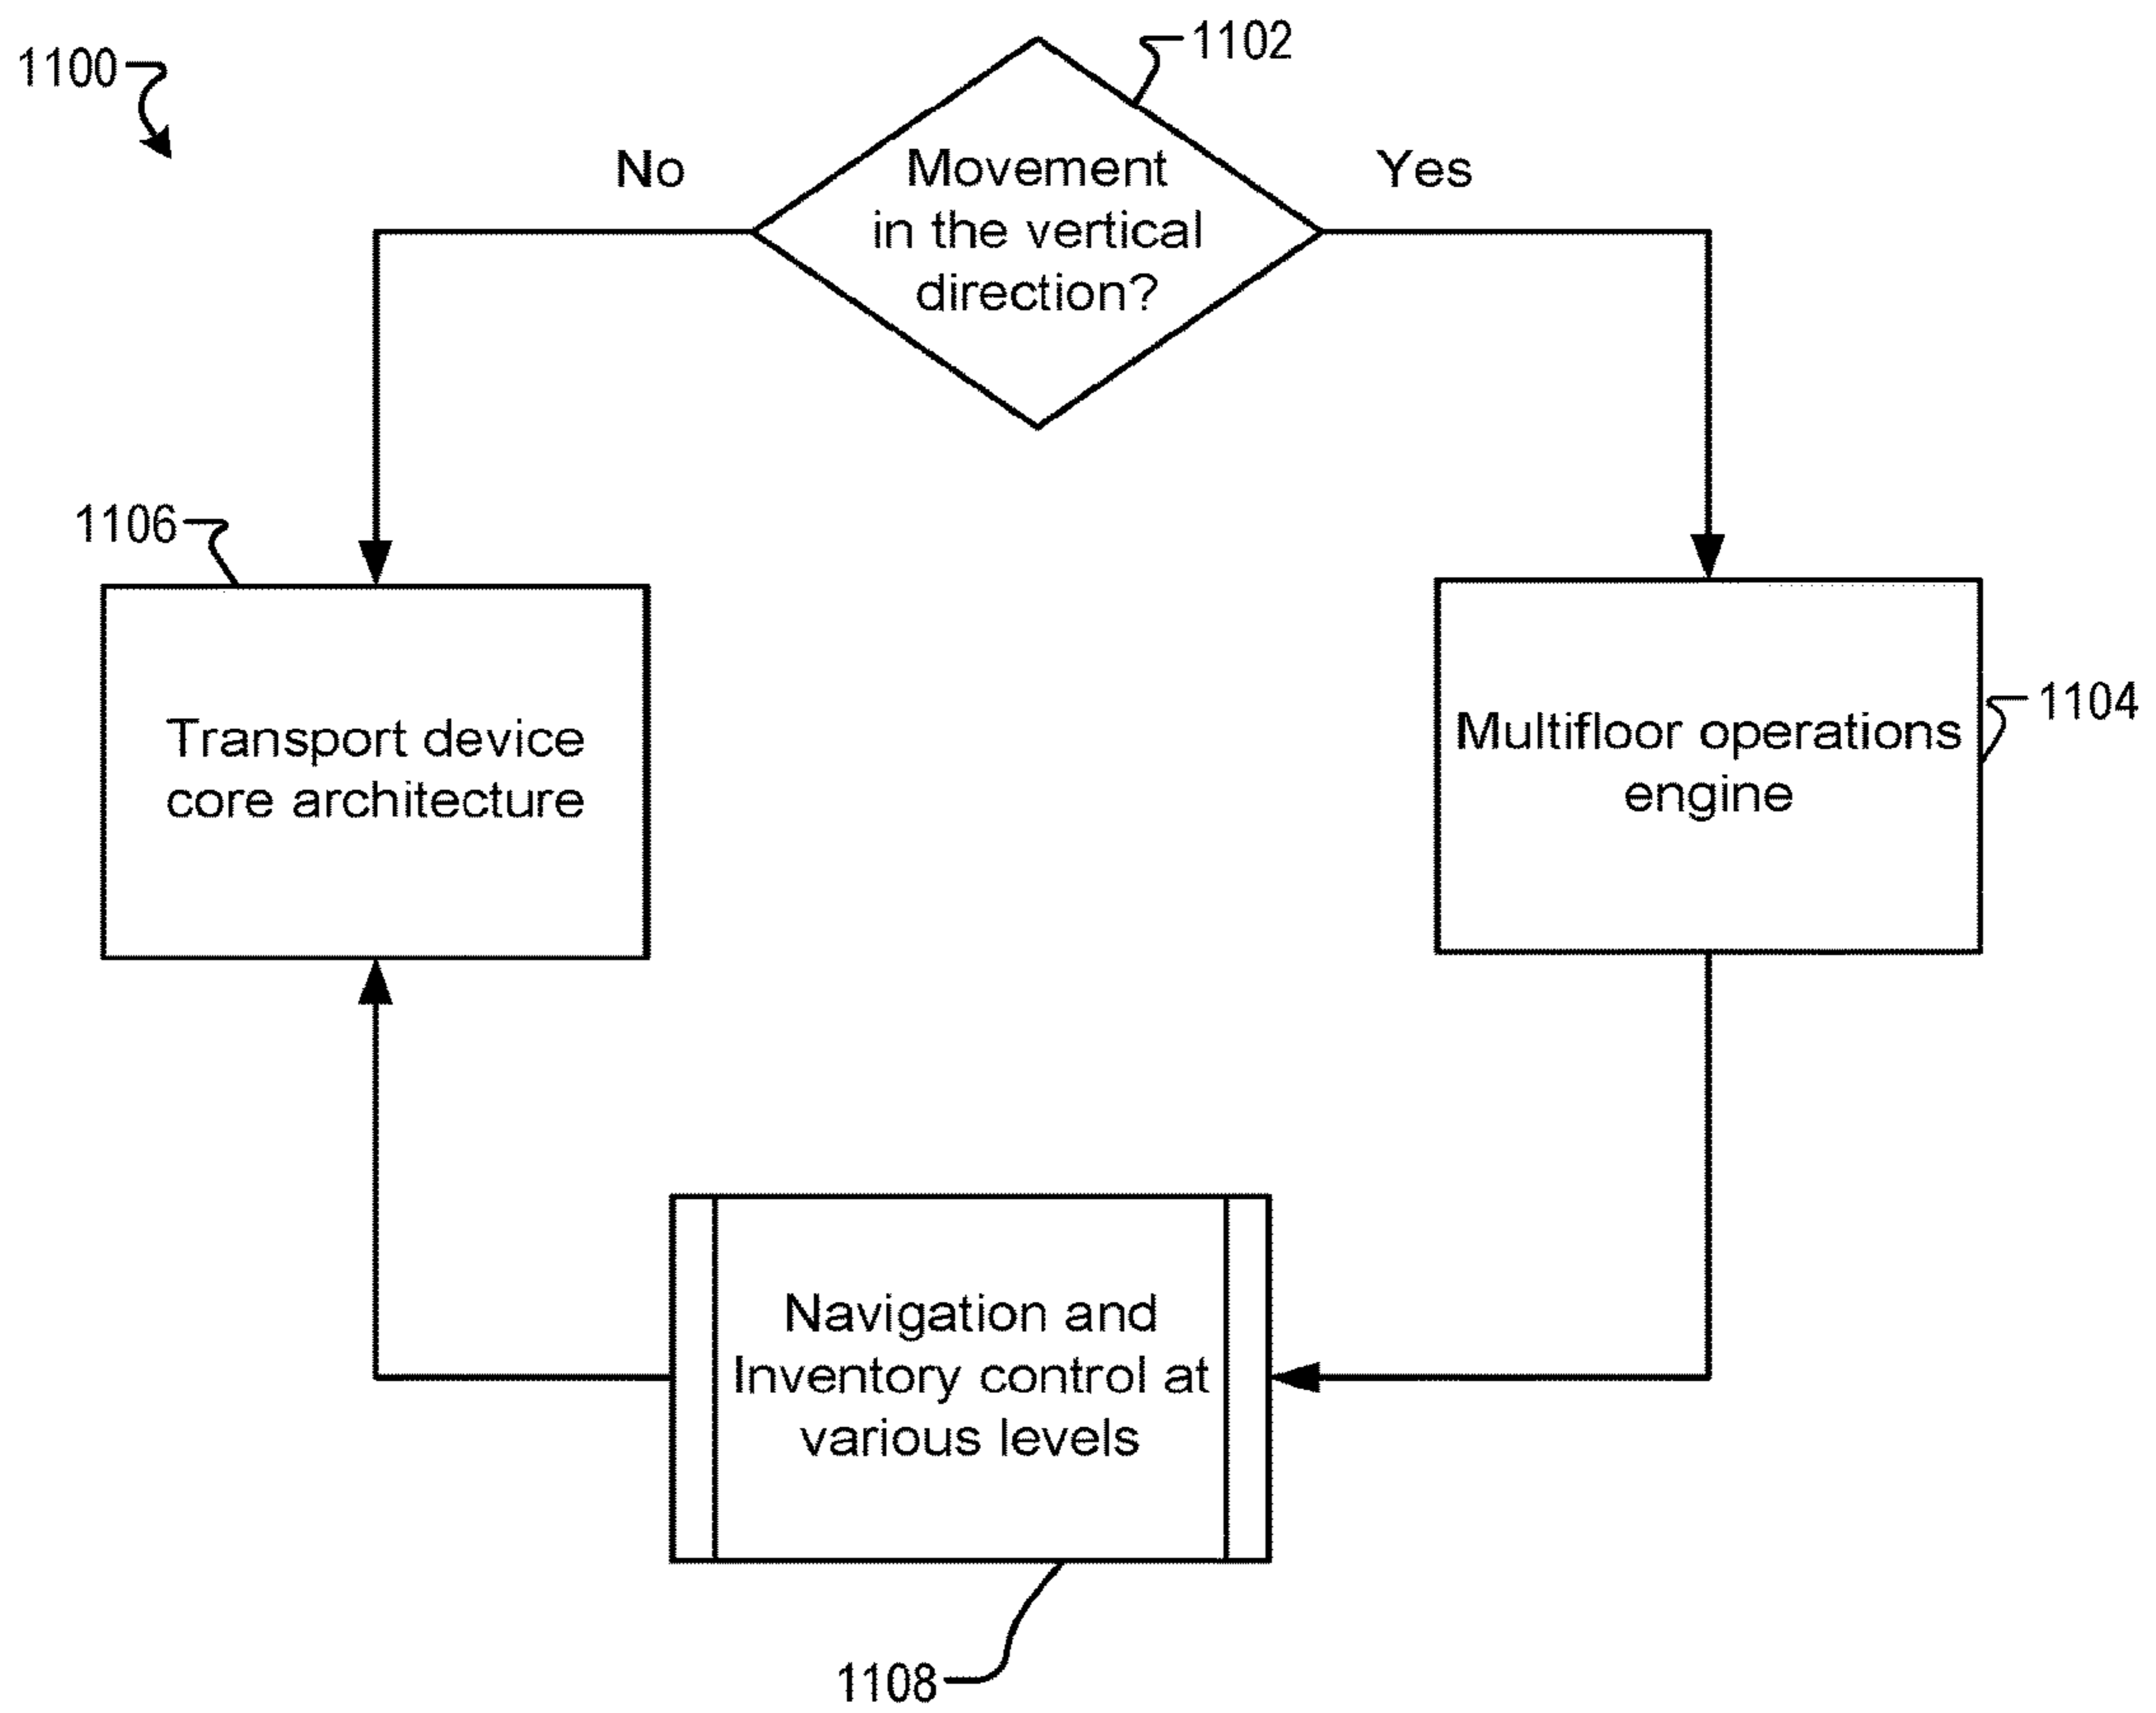 1100
1102
No
Yes
Movement
in the vertical
direction?
1106
Transport device
core architecture
1104
Multifloor operations
engine
Navigation and
Inventory control at
various levels
1108